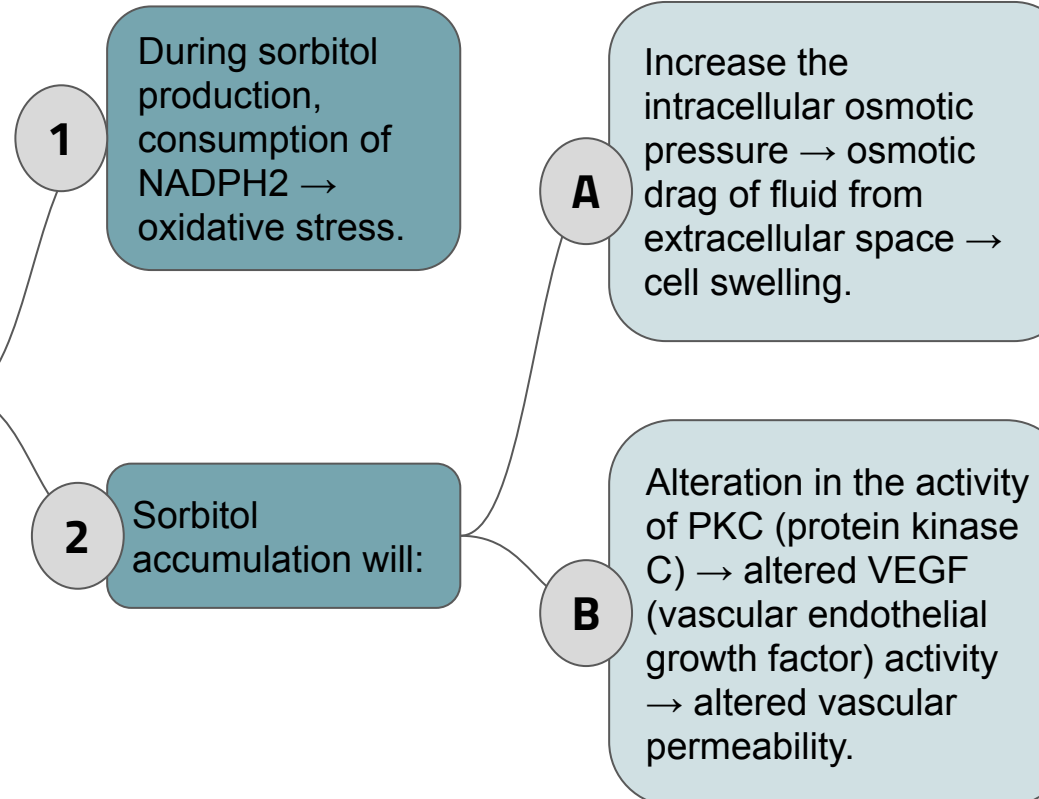 1
During sorbitol
production,
consumption of
NADPH2 →
oxidative stress.
2
Sorbitol
accumulation will:
A
Increase the
intracellular osmotic
pressure → osmotic
drag of fluid from
extracellular space →
cell swelling.
B
Alteration in the activity
of PKC (protein kinase
C) → altered VEGF
(vascular endothelial
growth factor) activity
→ altered vascular
permeability.